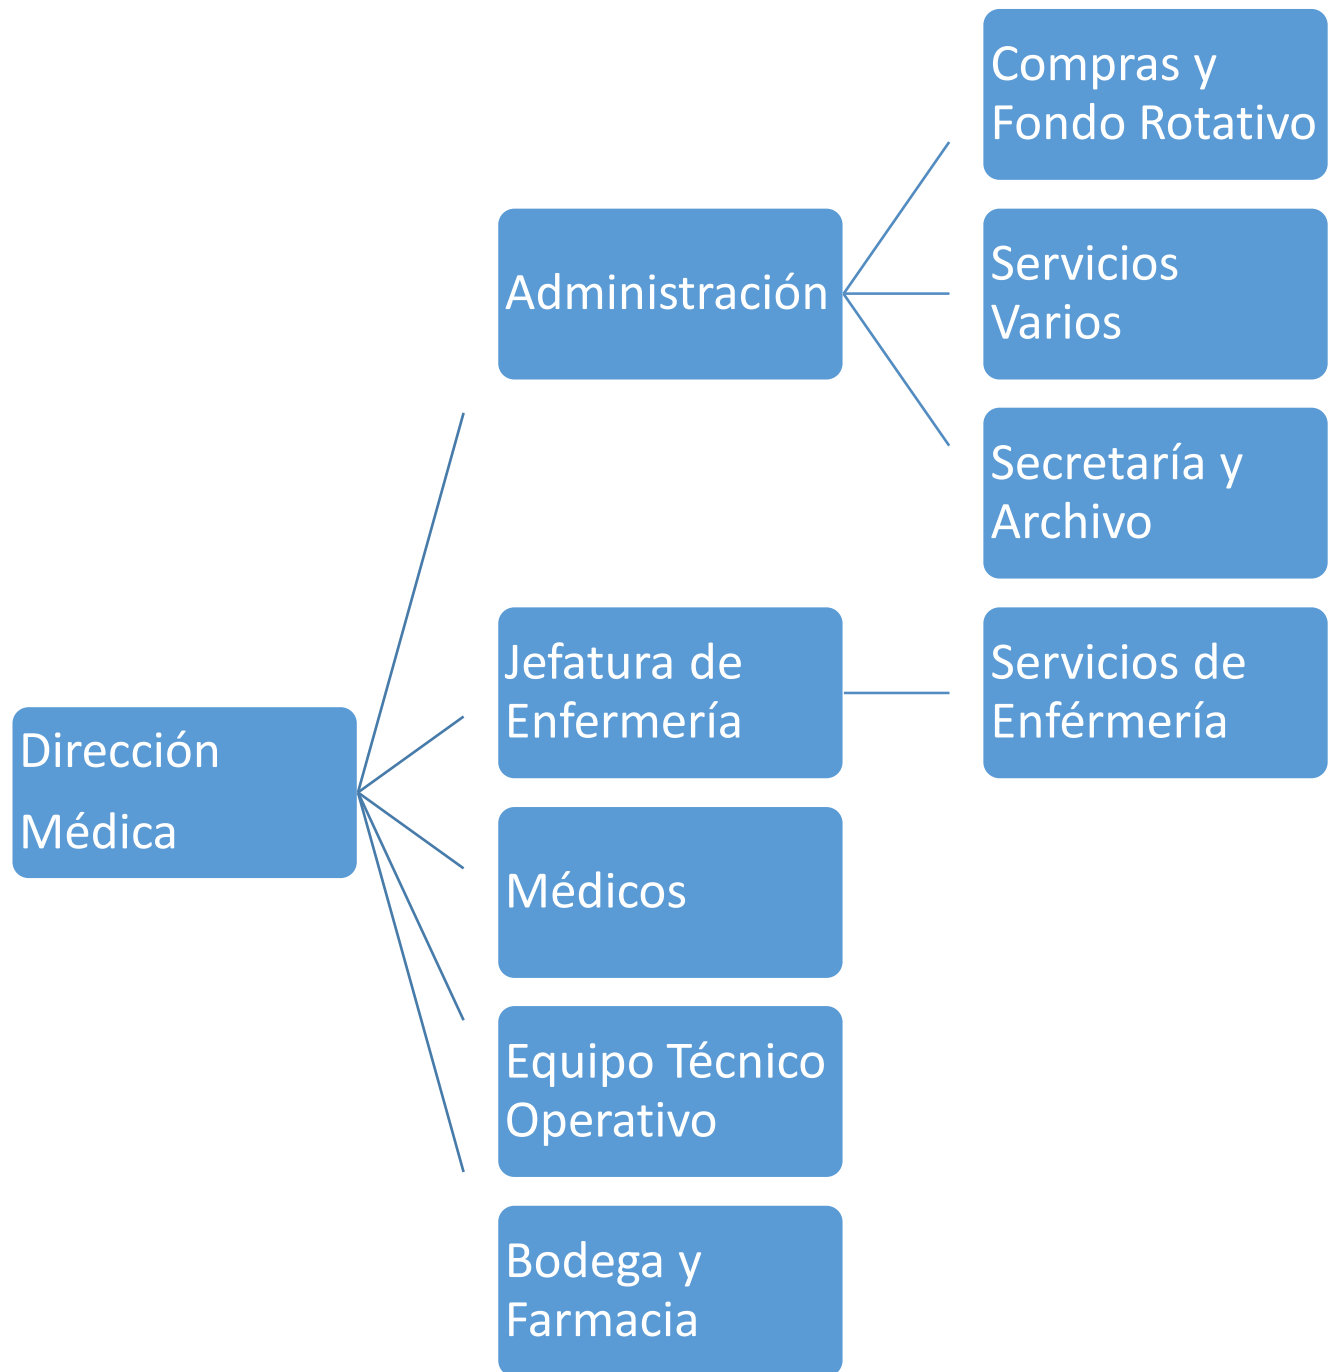 Compras y
Fondo Rotativo
Administración
Servicios
Varios
Secretaría y
Archivo
Jefatura de
Enfermería
Servicios de
Enférmería
Dirección
Médica
Médicos
Equipo Técnico
Operativo
Bodega y
Farmacia